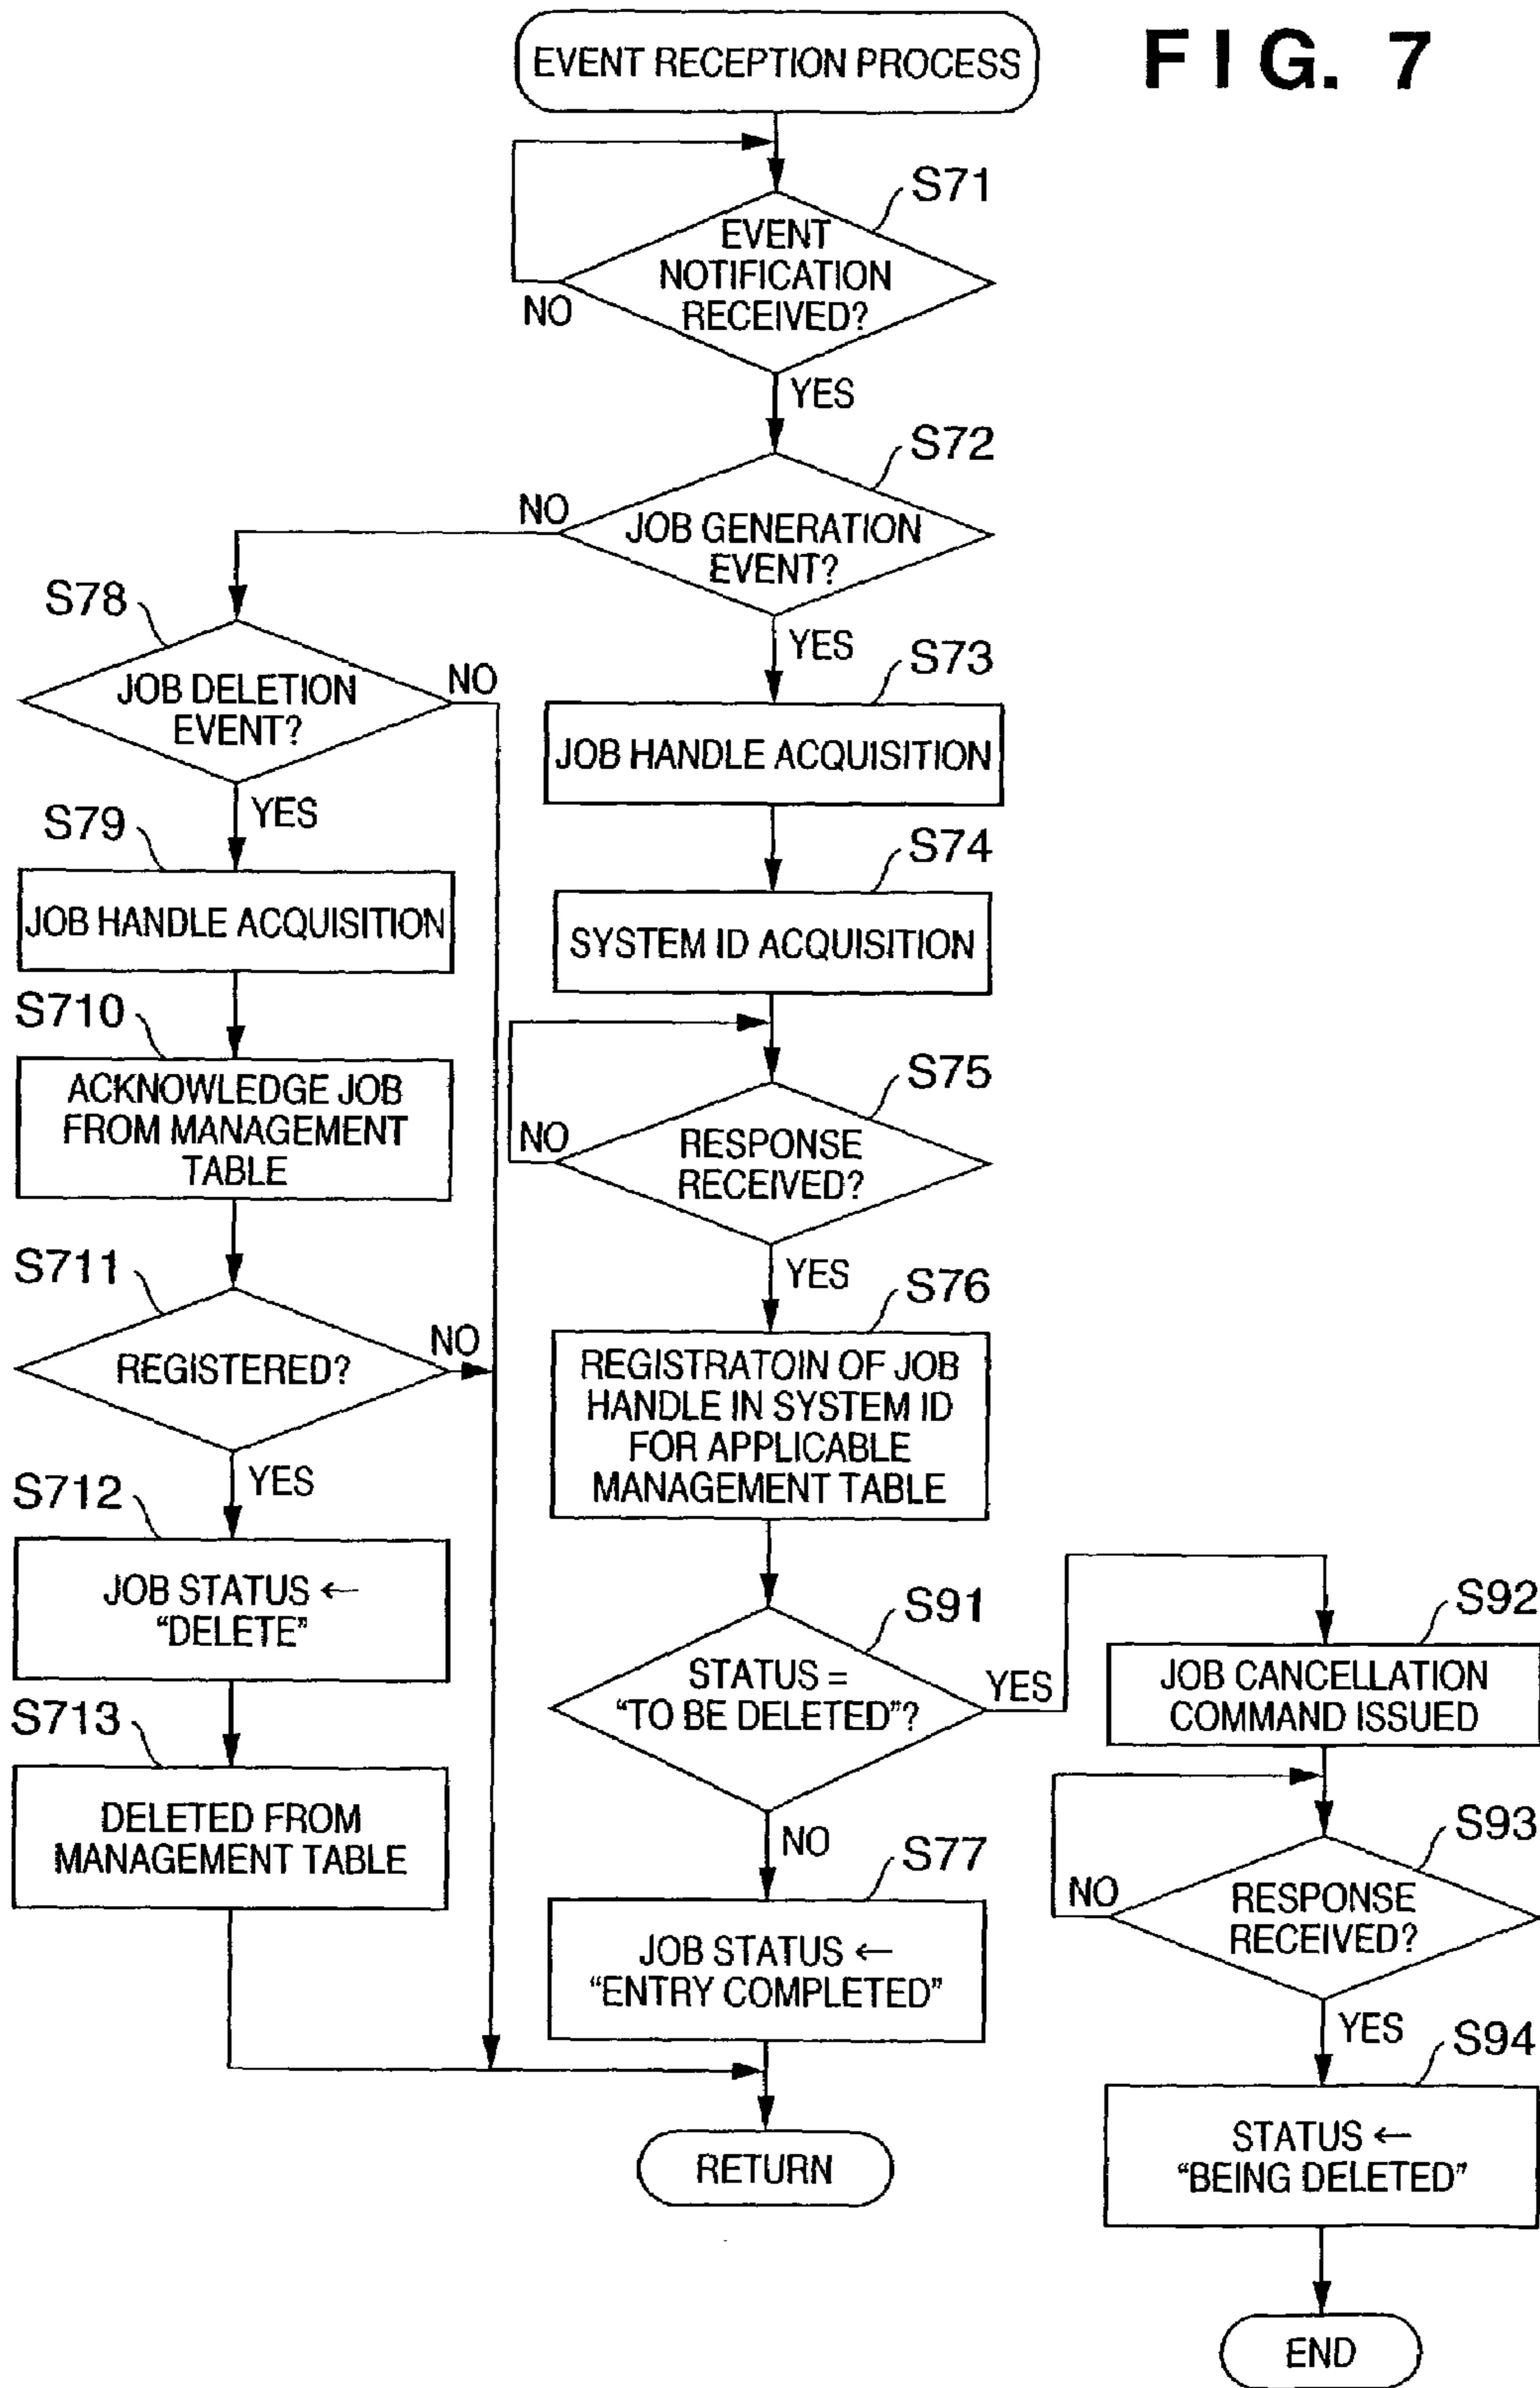 FIG. 7
EVENT RECEPTION PROCESS
S71
EVENT
NOTIFICATION
RECEIVED?
NO
YES
S72
JOB GENERATION
EVENT?
NO
YES
S78
JOB DELETION
EVENT?
NO
YES
S79
JOB HANDLE ACQUISITION
S710
ACKNOWLEDGE JOB
FROM MANAGEMENT
TABLE
S711
REGISTERED?
NO
YES
S712
JOB STATUS ←
“DELETE”
S713
DELETED FROM
MANAGEMENT TABLE
S73
JOB HANDLE ACQUISITION
S74
SYSTEM ID ACQUISITION
S75
RESPONSE
RECEIVED?
NO
YES
S76
REGISTRATOIN OF JOB
HANDLE IN SYSTEM ID
FOR APPLICABLE
MANAGEMENT TABLE
S91
STATUS =
“TO BE DELETED”?
YES
NO
S77
JOB STATUS ←
“ENTRY COMPLETED”
RETURN
S92
JOB CANCELLATION
COMMAND ISSUED
S93
RESPONSE
RECEIVED?
NO
YES
S94
STATUS ←
“BEING DELETED”
END